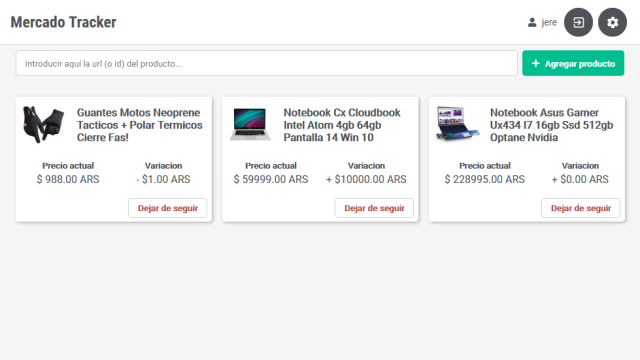 Mercado Tracker
jere
Introducir aquí la url (o id) del producto...
Agregar producto
Guantes Motos Neoprene
Tacticos + Polar Termicos
Cierre Fas!
Precio actual
Variacion
$ 988.00 ARS
- $1.00 ARS
Dejar de seguir
Notebook Cx Cloudbook
Intel Atom 4gb 64gb
Pantalla 14 Win 10
Precio actual
Variacion
$ 59999.00 ARS
+ $10000.00 ARS
Dejar de seguir
Notebook Asus Gamer
Ux434 I7 16gb Ssd 512gb
Optane Nvidia
Precio actual
Variacion
$ 228995.00 ARS
+ $0.00 ARS
Dejar de seguir